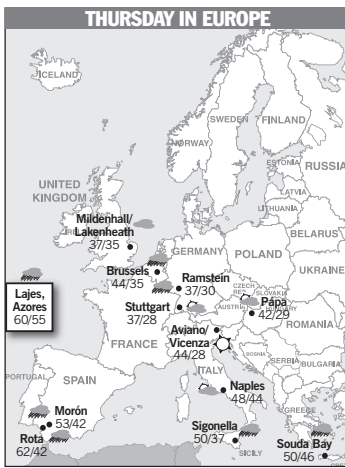 THURSDAY IN EUROPE
ICELAND
SWEDEN
FINLAND
NORWAY
ESTONIA
RUSSIA
LATVIA
LITHUANIA
UNITED
KINGDOM
Mildenhall/
Lakenheath
37/35
BELARUS
GERMANY
POLAND
Brussels
44/35
Ramstein
37/30
UKRAINE
Lajes,
Azores
60/55
Stuttgart
37/28
CZECH
SLOVAKIA
AUSTRIA
Pápa
42/29
ROMANIA
Aviano/
Vicenza
44/28
FRANCE
BOSNIA
SERBIA
BULGARIA
ITALY
PORTUGAL
SPAIN
Naples
48/44
Morón
53/42
GREECE
Rota
62/42
Sigonella
50/37
SICILY
Souda Bay
50/46